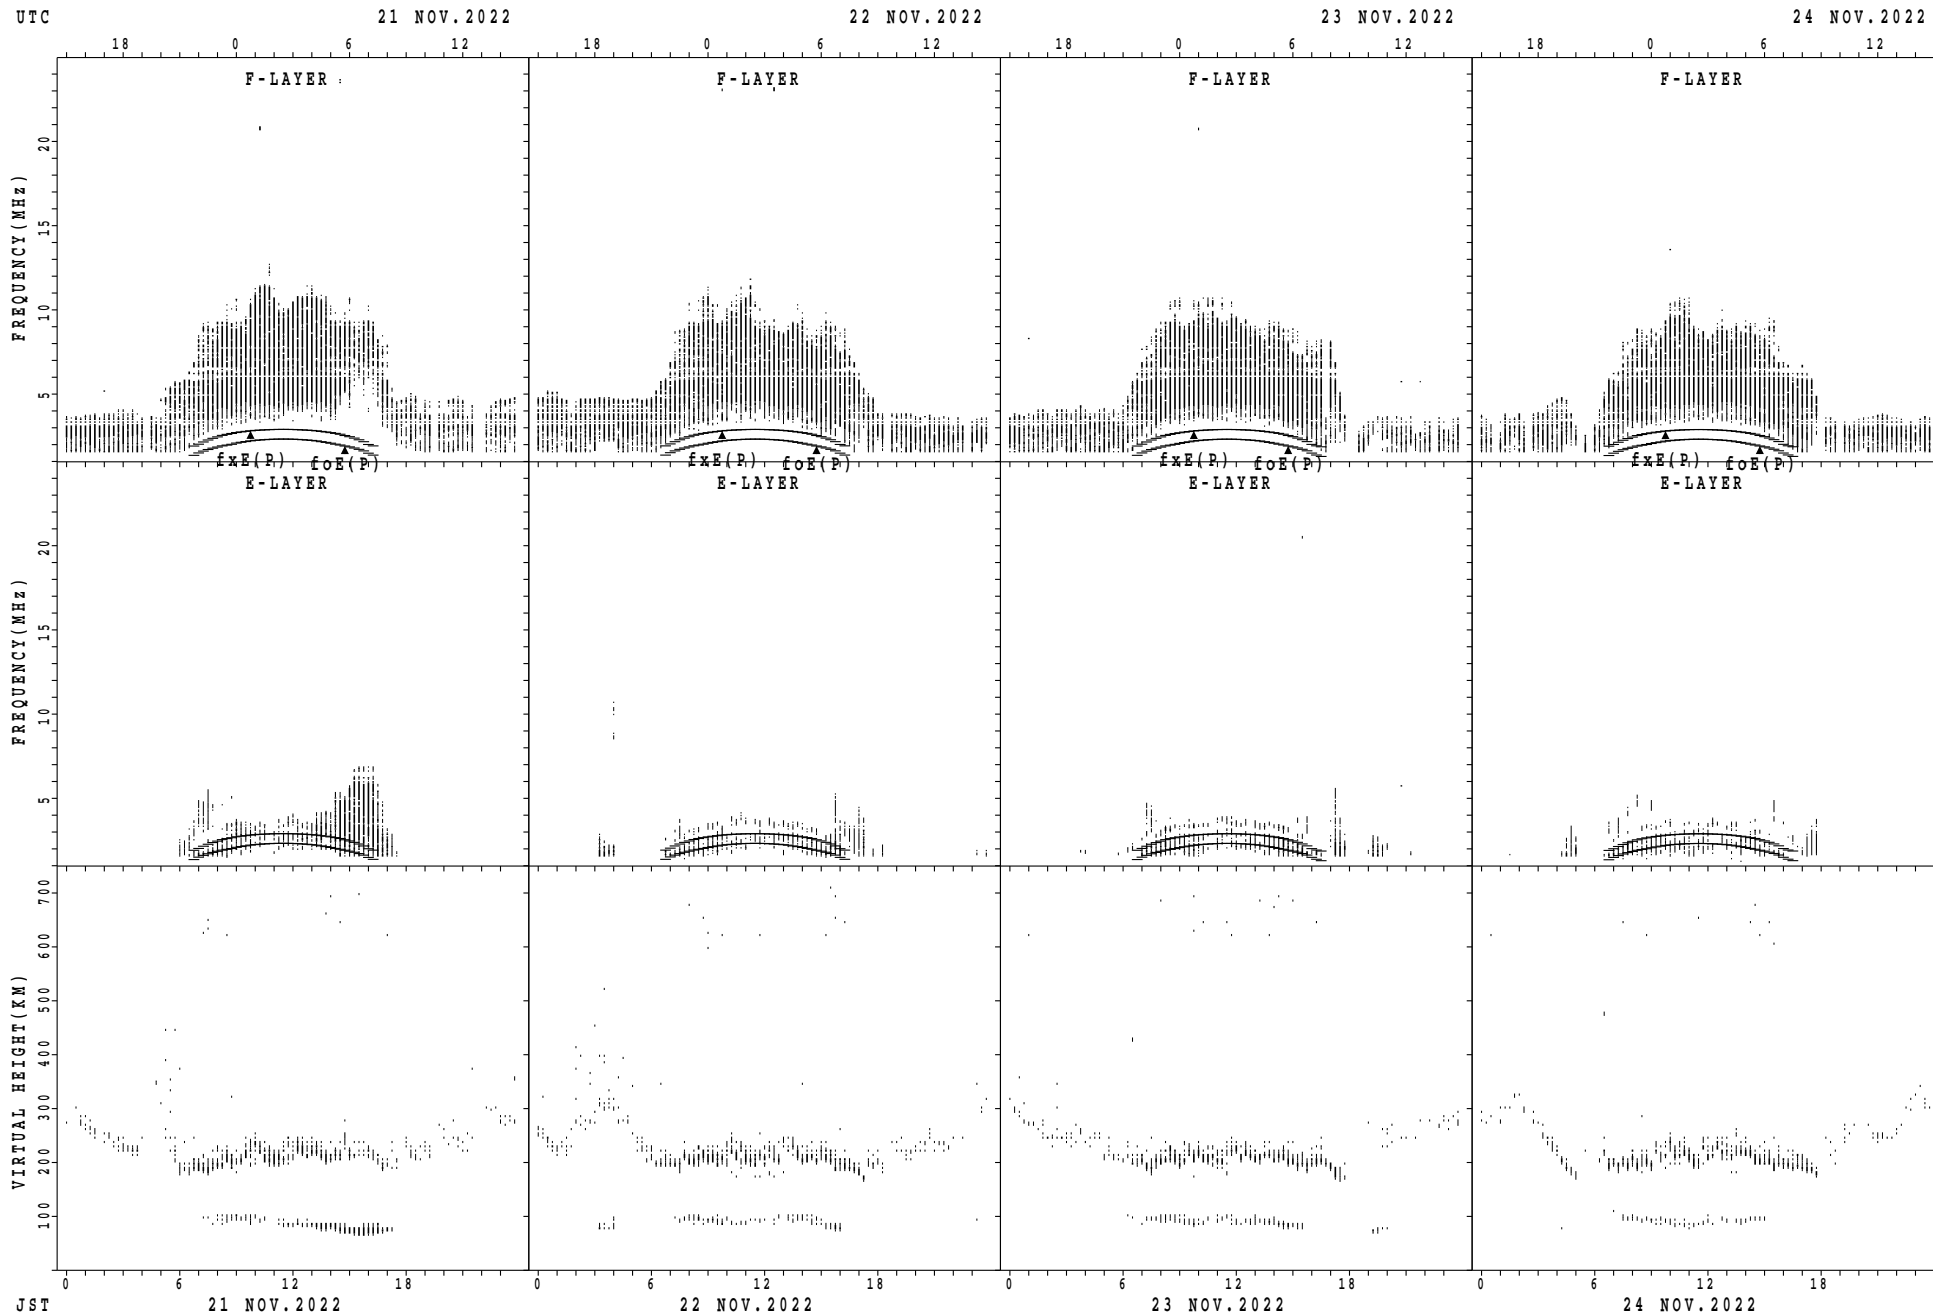 UTC 21 NOV.2022 22 NOV.2022 23 NOV.2022 24 NOV.2022
18 0 6 12 18 0 6 12 18 0 6 12 18 0 6 12
F-LAYER F-LAYER F-LAYER F-LAYER
FREQUENCY(MHz)
20
15
10
5
fxE(P) foE(P) fxE(P) foE(P) fxE(P) foE(P) fxE(P) foE(P)
E-LAYER E-LAYER E-LAYER E-LAYER
FREQUENCY(MHz)
20
15
10
5
VIRTUAL HEIGHT(KM)
700
600
500
400
300
200
100
0 6 12 18 0 6 12 18 0 6 12 18 0 6 12 18
JST 21 NOV.2022 22 NOV.2022 23 NOV.2022 24 NOV.2022